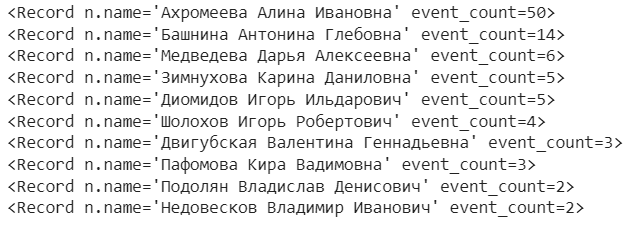 <Record n.name='Ахромеева Алина Ивановна' event_count=50>
<Record n.name='Башнина Антонина Глебовна' event_count=14>
<Record n.name='Медведева Дарья Алексеевна' event_count=6>
<Record n.name='Зимнухова Карина Даниловна' event_count=5>
<Record n.name='Диомидов Игорь Ильдарович' event_count=5>
<Record n.name='Шолохов Игорь Робертович' event_count=4>
<Record n.name='Двигубская Валентина Геннадьевна' event_count=3>
<Record n.name='Пафомова Кира Вадимовна' event_count=3>
<Record n.name='Подолян Владислав Денисович' event_count=2>
<Record n.name='Недовесков Владимир Иванович' event_count=2>